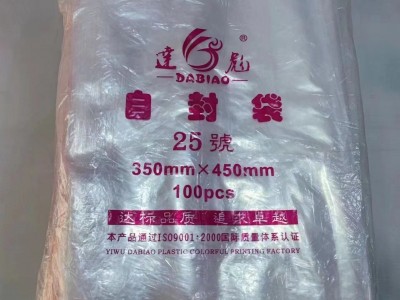 達彪®
DABIAO
自封袋
25號
350mm×450mm
100pcs
达标品质 追求卓越
本产品通过ISO9001:2000国际质量体系认证
YIWU DABIAO PLASTIC COLORFUL PRINTING FACTORY